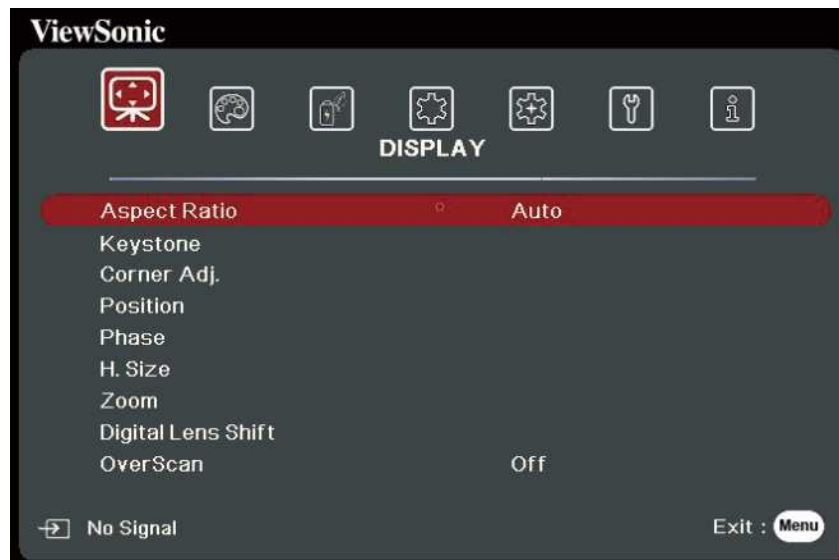 ViewSonic
DISPLAY
Aspect Ratio Auto
Keystone
Corner Adj.
Position
Phase
H. Size
Zoom
Digital Lens Shift
OverScan Off
No Signal Exit : Menu